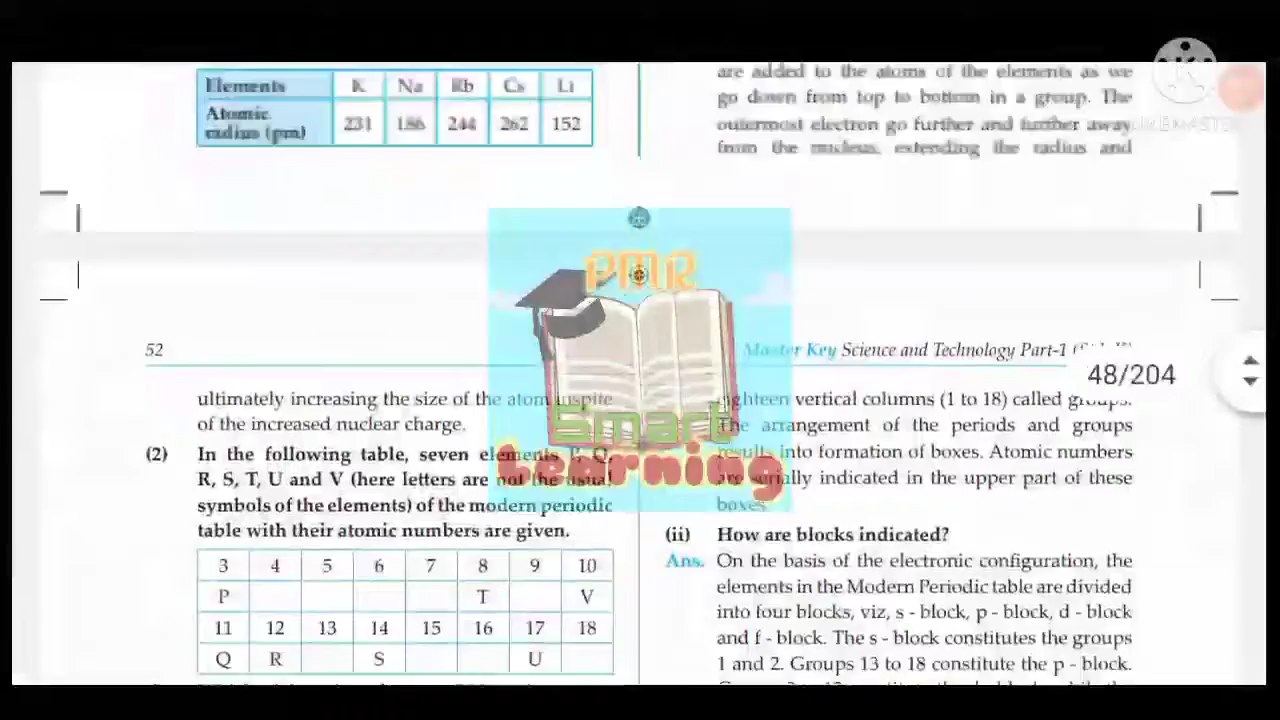 Elements K Na Rb Cs Li
Atomic
radius (pm) 231 186 244 262 152
are added to the atoms of the elements as we
go down from top to bottom in a group. The
outermost electron go further and further away
from the nucleus, extending the radius and
KINEMASTER
PMR
Smart
Learning
52
Master Key Science and Technology Part-1
48/204
ultimately increasing the size of the atom inspite
of the increased nuclear charge.
(2) In the following table, seven elements P, Q,
R, S, T, U and V (here letters are not the usual
symbols of the elements) of the modern periodic
table with their atomic numbers are given.
3 4 5 6 7 8 9 10
P T V
11 12 13 14 15 16 17 18
Q R S U
eighteen vertical columns (1 to 18) called groups.
The arrangement of the periods and groups
results into formation of boxes. Atomic numbers
are serially indicated in the upper part of these
boxes.
(ii) How are blocks indicated?
Ans. On the basis of the electronic configuration, the
elements in the Modern Periodic table are divided
into four blocks, viz, s - block, p - block, d - block
and f - block. The s - block constitutes the groups
1 and 2. Groups 13 to 18 constitute the p - block.